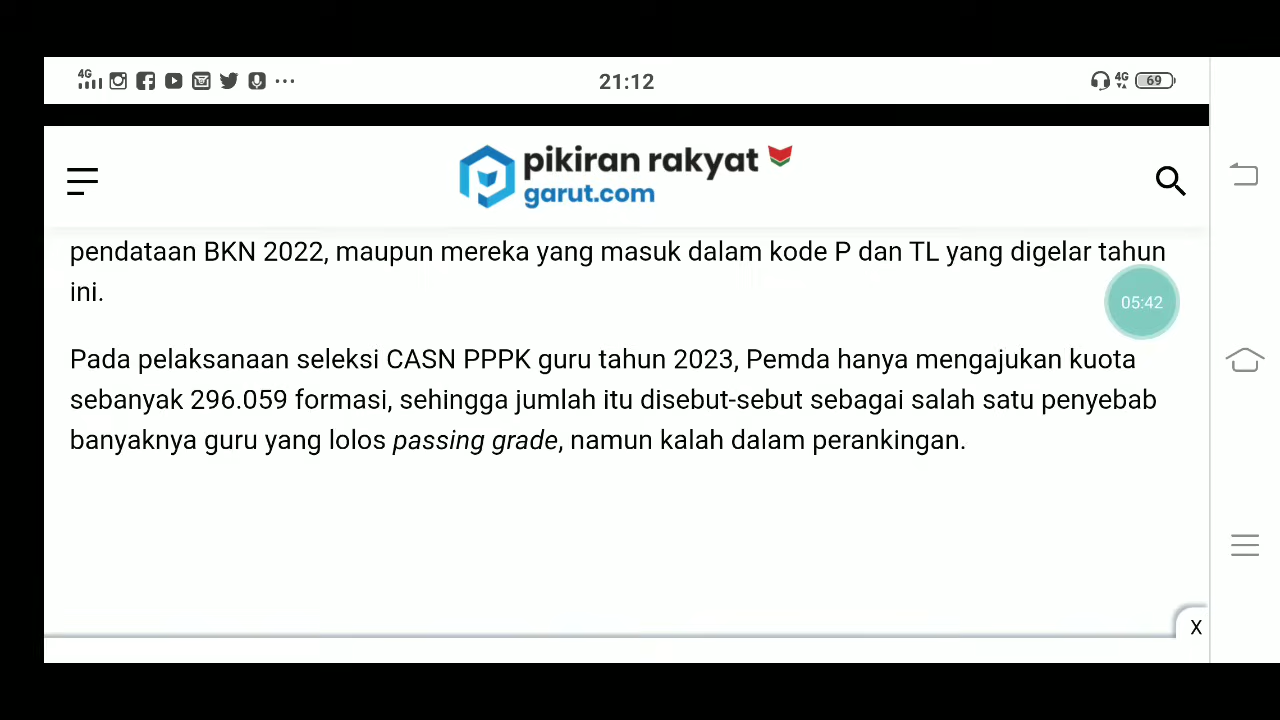 4G
21:12
4G
69
pikiran rakyat
garut.com
pendataan BKN 2022, maupun mereka yang masuk dalam kode P dan TL yang digelar tahun
ini.
05:42
Pada pelaksanaan seleksi CASN PPPK guru tahun 2023, Pemda hanya mengajukan kuota
sebanyak 296.059 formasi, sehingga jumlah itu disebut-sebut sebagai salah satu penyebab
banyaknya guru yang lolos passing grade, namun kalah dalam perankingan.
X